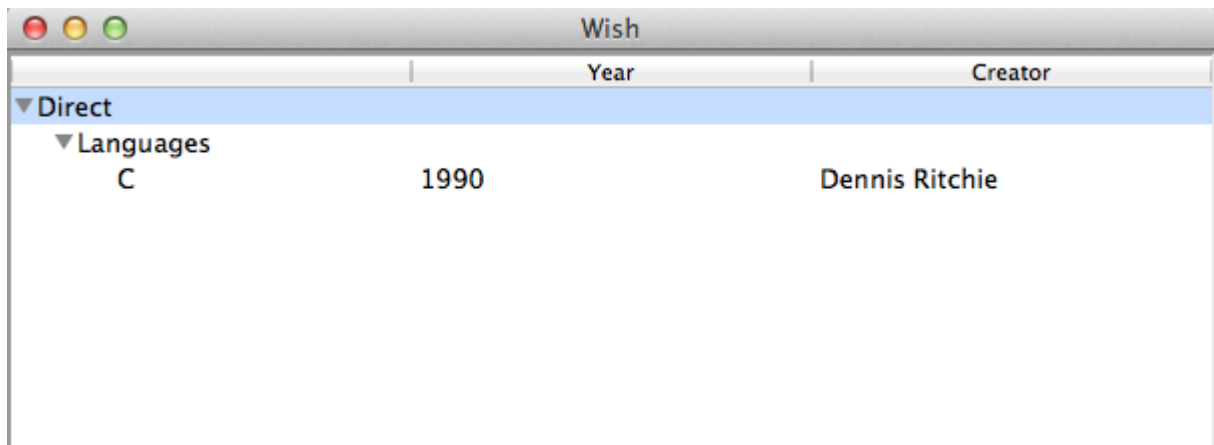 Wish
Year Creator
Direct
Languages
C 1990 Dennis Ritchie